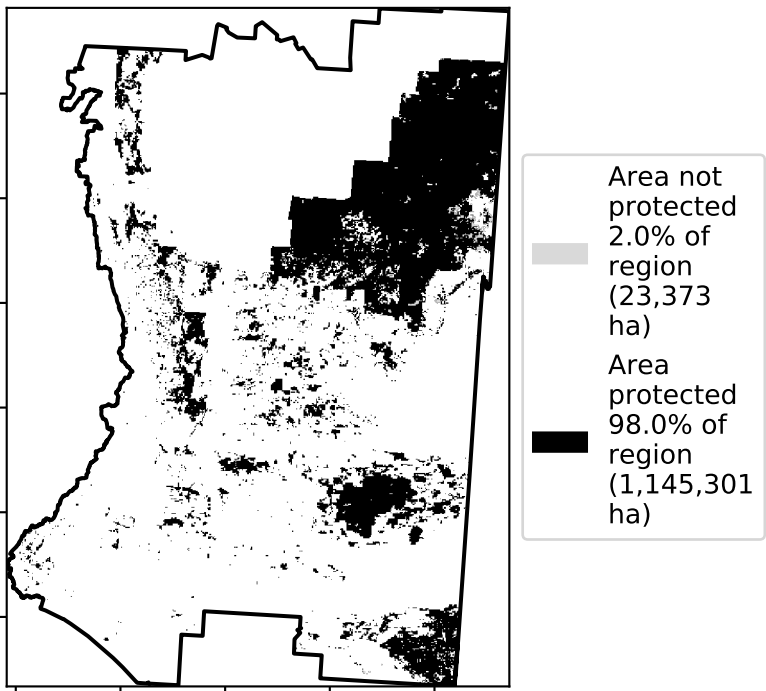 Area not
protected
2.0% of
region
(23,373
ha)
Area
protected
98.0% of
region
(1,145,301
ha)